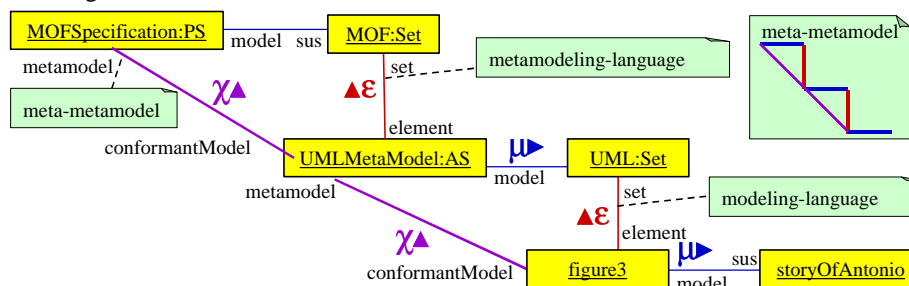 MOFSpecification:PS
model
sus
MOF:Set
meta-metamodel
metamodel
set
metamodeling-language
χ▲
▲ε
meta-metamodel
element
conformantModel
UMLMetaModel:AS
μ►
UML:Set
model
metamodel
set
modeling-language
▲ε
χ▲
element
μ►
sus
conformantModel
figure3
model
storyOfAntonio